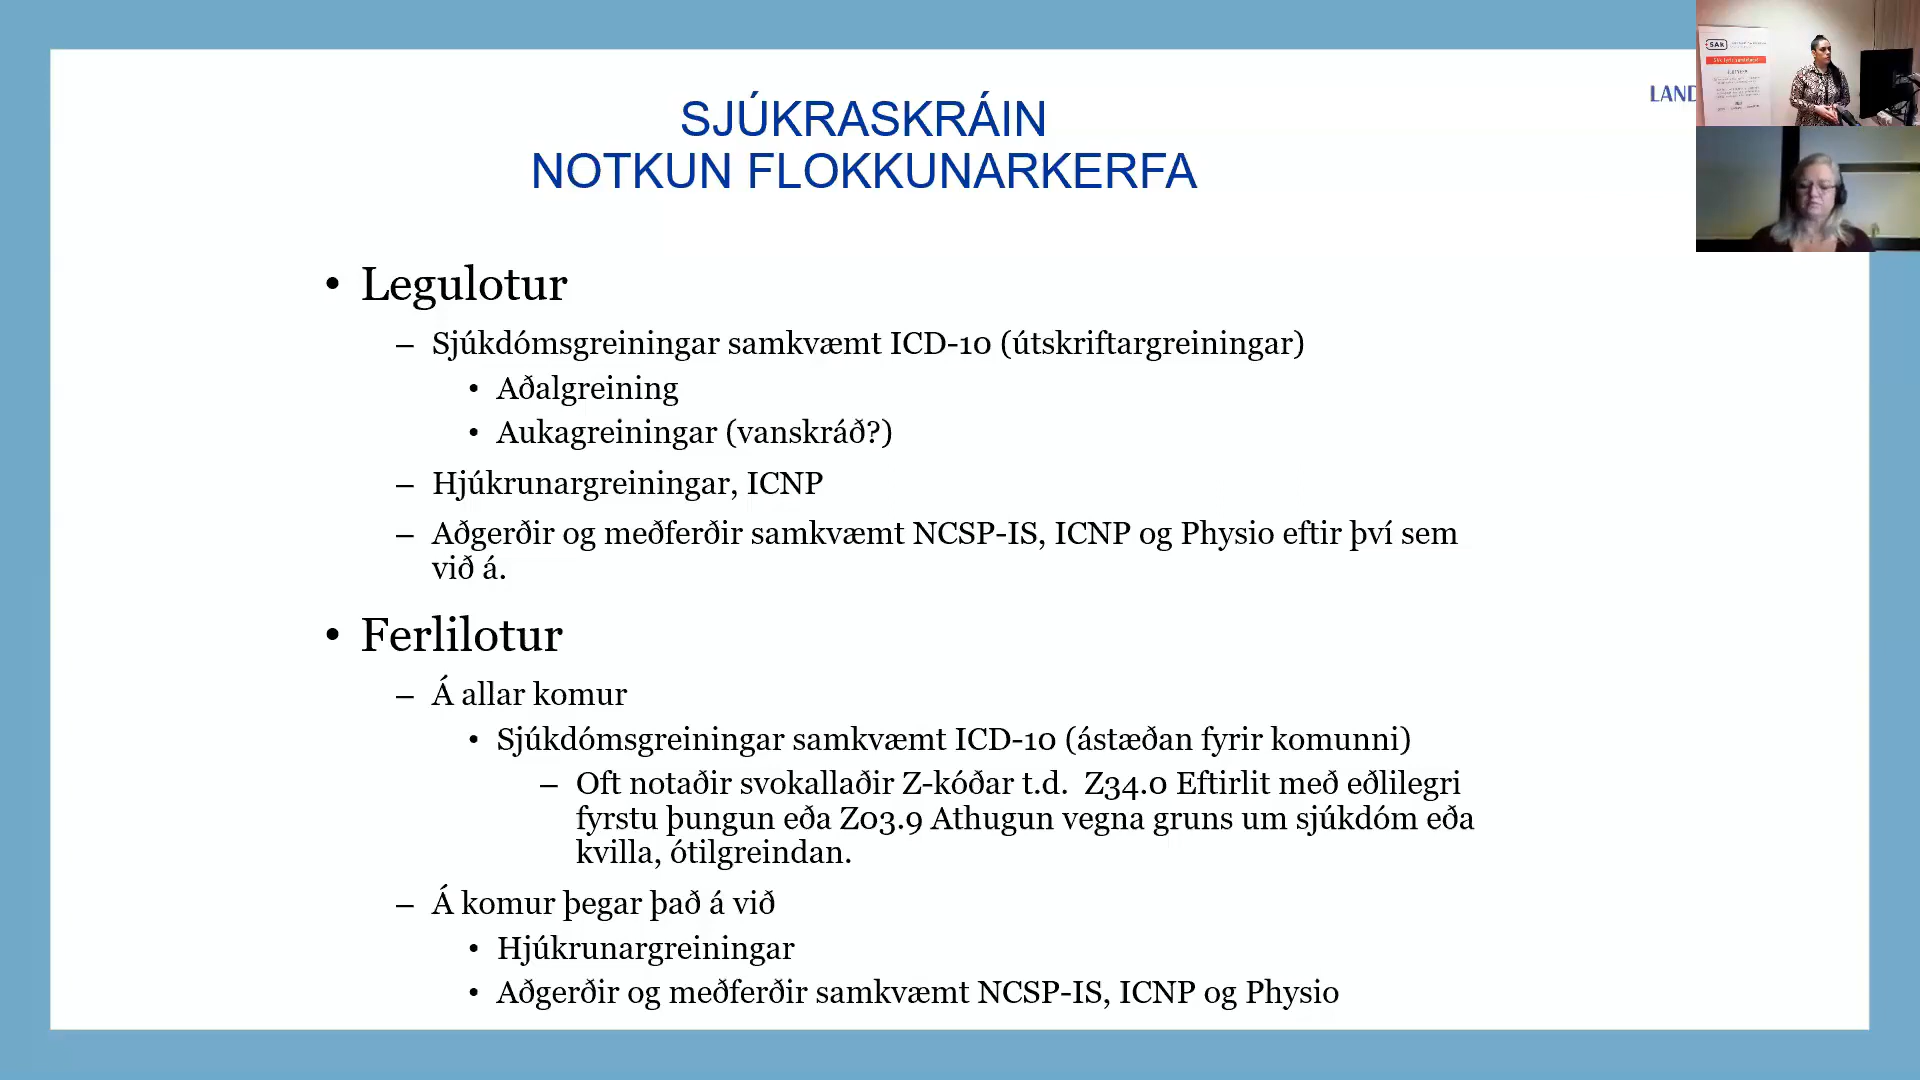 SJÚKRASKRÁIN
NOTKUN FLOKKUNARKERFA
LAND
SAk
• Legulotur
– Sjúkdómsgreiningar samkvæmt ICD-10 (útskriftargreiningar)
• Aðalgreining
• Aukagreiningar (vanskráð?)
– Hjúkrunargreiningar, ICNP
– Aðgerðir og meðferðir samkvæmt NCSP-IS, ICNP og Physio eftir því sem
við á.
• Ferlilotur
– Á allar komur
• Sjúkdómsgreiningar samkvæmt ICD-10 (ástæðan fyrir komunni)
– Oft notaðir svokallaðir Z-kóðar t.d. Z34.0 Eftirlit með eðlilegri
fyrstu þungun eða Z03.9 Athugun vegna gruns um sjúkdóm eða
kvilla, ótilgreindan.
– Á komur þegar það á við
• Hjúkrunargreiningar
• Aðgerðir og meðferðir samkvæmt NCSP-IS, ICNP og Physio